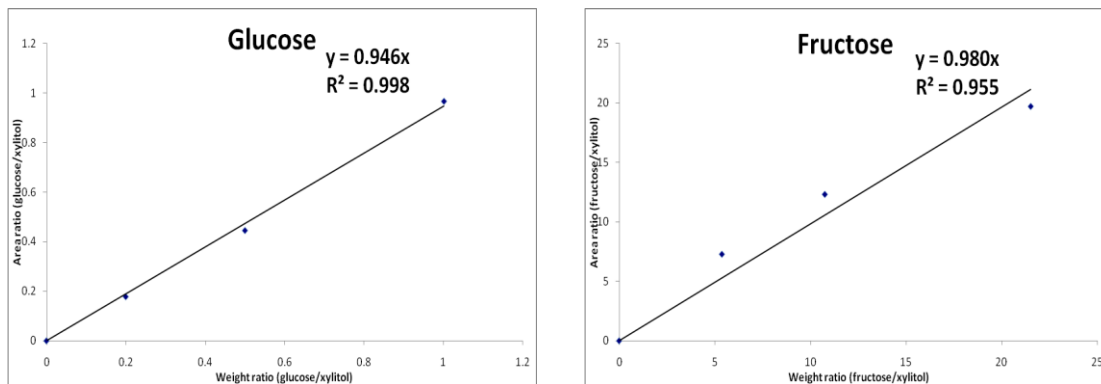 Glucose
y = 0.946x
R² = 0.998
1.2
1
0.8
0.6
0.4
0.2
0
Area ratio (glucose/xylitol)
0
0.2
0.4
0.6
0.8
1
1.2
Weight ratio (glucose/xylitol)
Fructose
y = 0.980x
R² = 0.955
25
20
15
10
5
0
Area ratio (fructose/xylitol)
0
5
10
15
20
25
Weight ratio (fructose/xylitol)